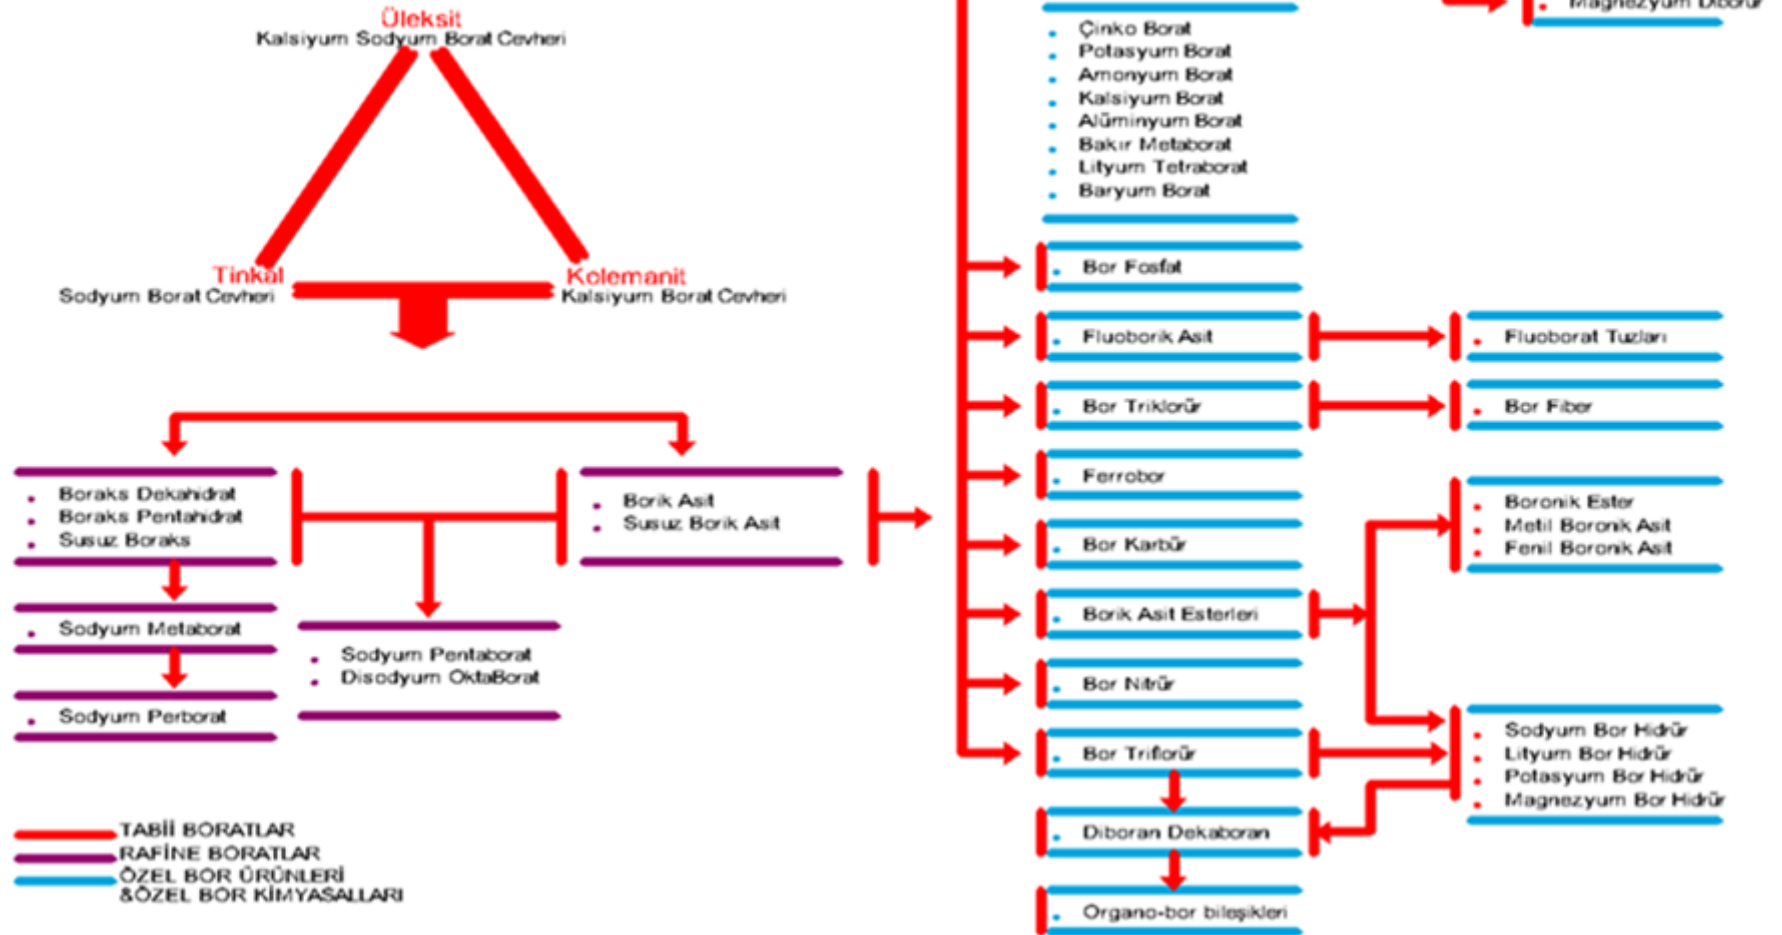 Üleksit
Kalsiyum Sodyum Borat Cevheri
Tinkal
Sodyum Borat Cevheri
Kolemanit
Kalsiyum Borat Cevheri
Boraks Dekahidrat
Boraks Pentahidrat
Susuz Boraks
Borik Asit
Susuz Borik Asit
Sodyum Metaborat
Sodyum Pentaborat
Disodyum OktaBorat
Sodyum Perborat
TABİİ BORATLAR
RAFİNE BORATLAR
ÖZEL BOR ÜRÜNLERİ
&ÖZEL BOR KİMYASALLARI
Çinko Borat
Potasyum Borat
Amonyum Borat
Kalsiyum Borat
Alüminyum Borat
Bakır Metaborat
Lityum Tetraborat
Baryum Borat
Bor Fosfat
Fluoborik Asit
Bor Triklorür
Ferrobor
Bor Karbür
Borik Asit Esterleri
Bor Nitrür
Bor Triflorür
Diboran Dekaboran
Organo-bor bileşikleri
Magnezyum Diborür
Fluoborat Tuzları
Bor Fiber
Boronik Ester
Metil Boronik Asit
Fenil Boronik Asit
Sodyum Bor Hidrür
Lityum Bor Hidrür
Potasyum Bor Hidrür
Magnezyum Bor Hidrür